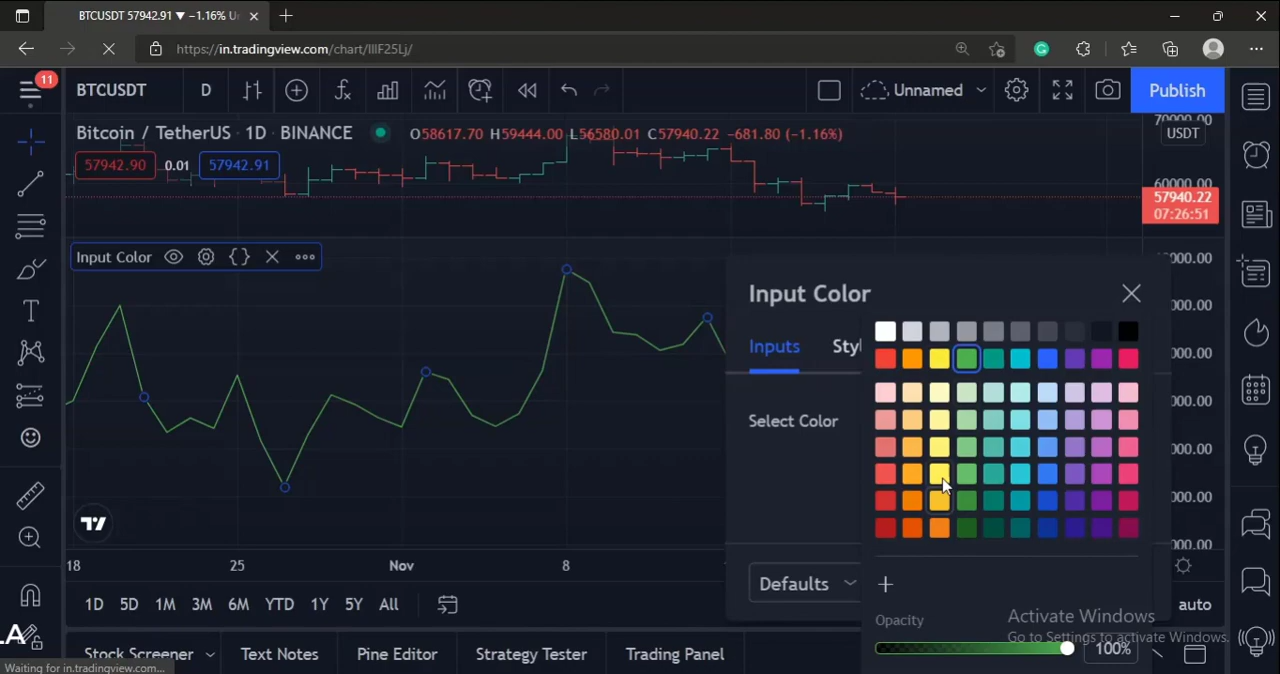 BTCUSDT 57942.91 ▼ −1.16% U
https://in.tradingview.com/chart/IIlF25Lj/
11
BTCUSDT D
Unnamed
Publish
Bitcoin / TetherUS · 1D · BINANCE
O58617.70 H59444.00 L56580.01 C57940.22 -681.80 (-1.16%)
57942.90 0.01 57942.91
70000.00
USDT
60000.00
57940.22
07:26:51
Input Color
Input Color
Inputs Styl
Select Color
Defaults
Opacity
100%
18 25 Nov 8
1D 5D 1M 3M 6M YTD 1Y 5Y All
auto
Activate Windows
Go to Settings to activate Windows.
Stock Screener Text Notes Pine Editor Strategy Tester Trading Panel
LA
Waiting for in.tradingview.com...